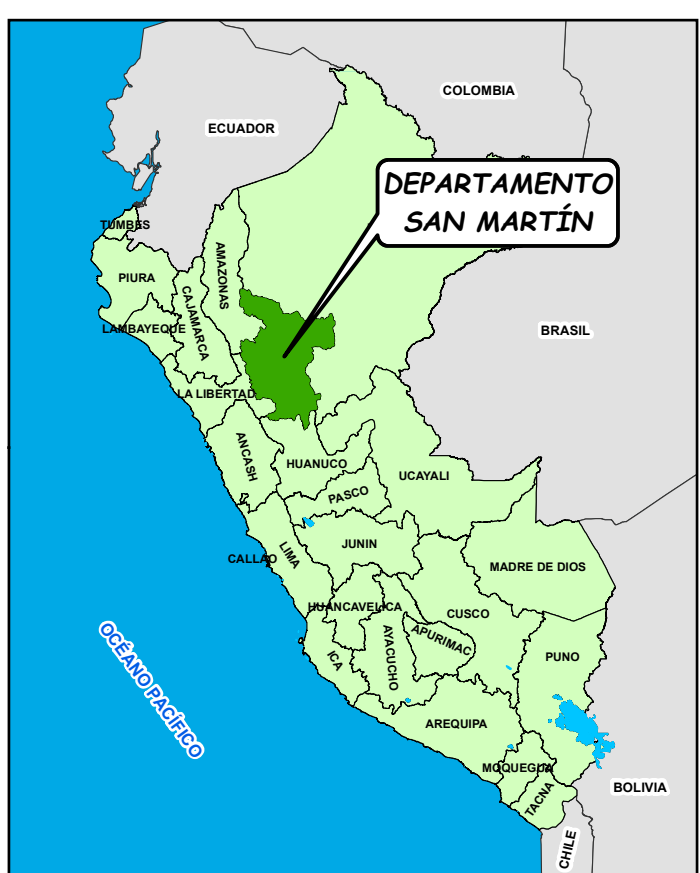 COLOMBIA
ECUADOR
DEPARTAMENTO
SAN MARTÍN
TUMBES
AMAZONAS
PIURA
CAJAMARCA
LAMBAYEQUE
BRASIL
LA LIBERTAD
ANCASH
HUANUCO
UCAYALI
PASCO
LIMA
JUNIN
CALLAO
MADRE DE DIOS
HUANCAVELICA
CUSCO
AYACUCHO
APURIMAC
ICA
PUNO
OCÉANO PACÍFICO
AREQUIPA
MOQUEGUA
TACNA
BOLIVIA
CHILE